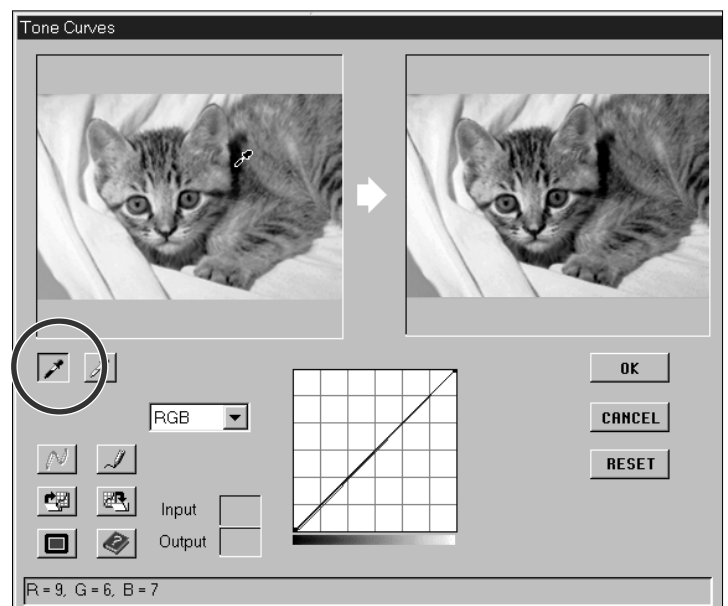 Tone Curves
OK
RGB
CANCEL
RESET
Input
Output
R = 9, G = 6, B = 7